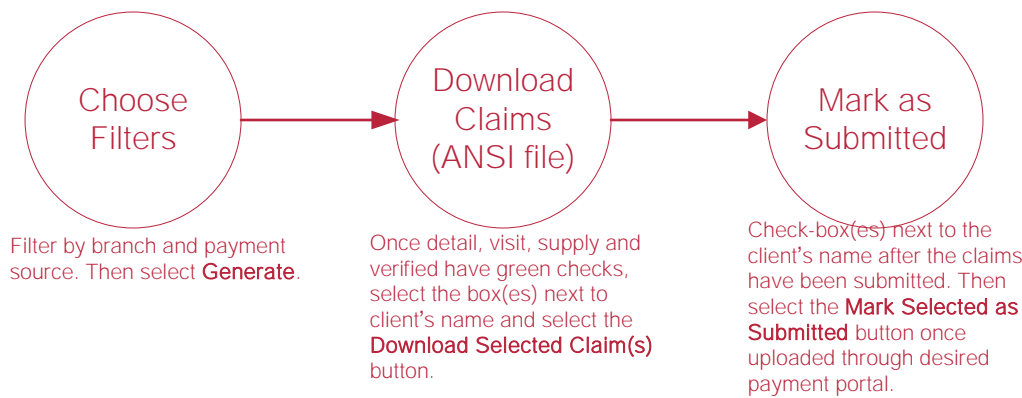 Choose
Filters
Download
Claims
(ANSI file)
Mark as
Submitted
Filter by branch and payment
source. Then select Generate.
Once detail, visit, supply and
verified have green checks,
select the box(es) next to
client’s name and select the
Download Selected Claim(s)
button.
Check-box(es) next to the
client’s name after the claims
have been submitted. Then
select the Mark Selected as
Submitted button once
uploaded through desired
payment portal.